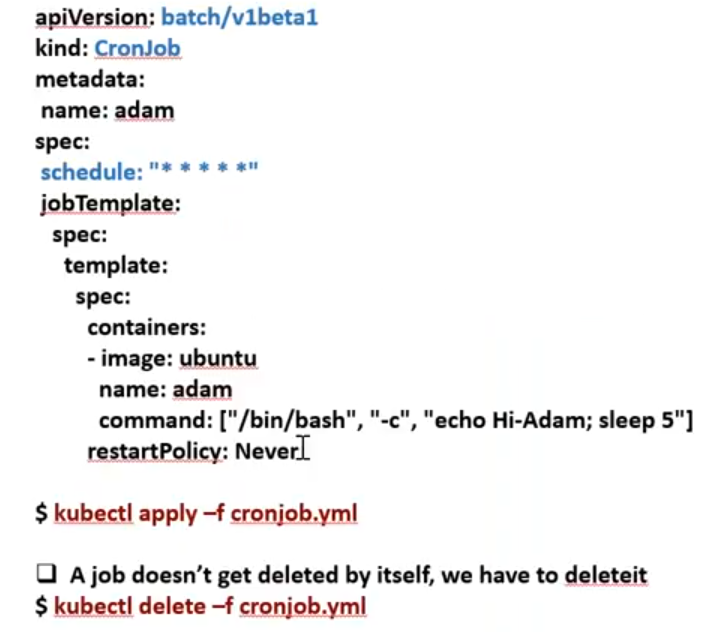 apiVersion: batch/v1beta1
kind: CronJob
metadata:
 name: adam
spec:
 schedule: "* * * * *"
 jobTemplate:
  spec:
   template:
    spec:
     containers:
     - image: ubuntu
      name: adam
      command: ["/bin/bash", "-c", "echo Hi-Adam; sleep 5"]
     restartPolicy: Never
$ kubectl apply –f cronjob.yml
❑ A job doesn’t get deleted by itself, we have to deleteit
$ kubectl delete –f cronjob.yml